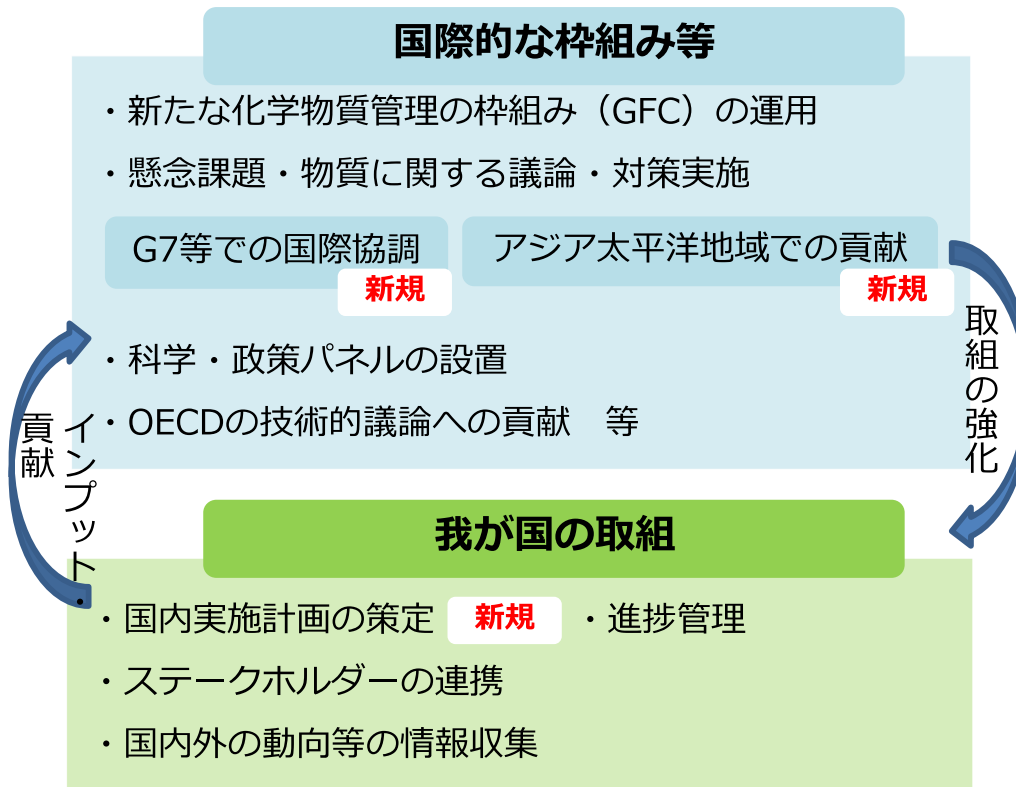 国際的な枠組み等
・新たな化学物質管理の枠組み（GFC）の運用
・懸念課題・物質に関する議論・対策実施
G7等での国際協調
新規
アジア太平洋地域での貢献
新規
・科学・政策パネルの設置
・OECDの技術的議論への貢献　等
取組の強化
インプット・
貢献
我が国の取組
・国内実施計画の策定
新規
・進捗管理
・ステークホルダーの連携
・国内外の動向等の情報収集